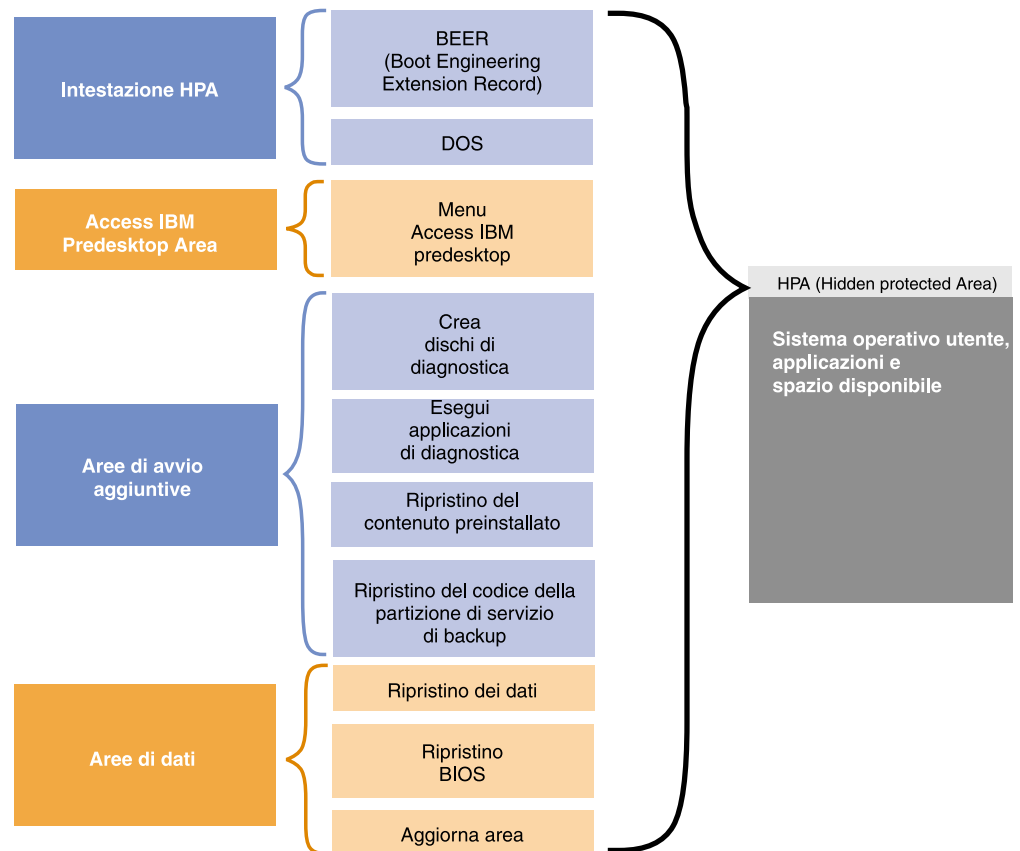 Intestazione HPA
BEER
(Boot Engineering
Extension Record)
DOS
Access IBM
Predesktop Area
Menu
Access IBM
predesktop
Aree di avvio
aggiuntive
Crea
dischi di
diagnostica
Esegui
applicazioni
di diagnostica
Ripristino del
contenuto preinstallato
Ripristino del codice della
partizione di servizio
di backup
Aree di dati
Ripristino dei dati
Ripristino
BIOS
Aggiorna area
HPA (Hidden protected Area)
Sistema operativo utente,
applicazioni e
spazio disponibile